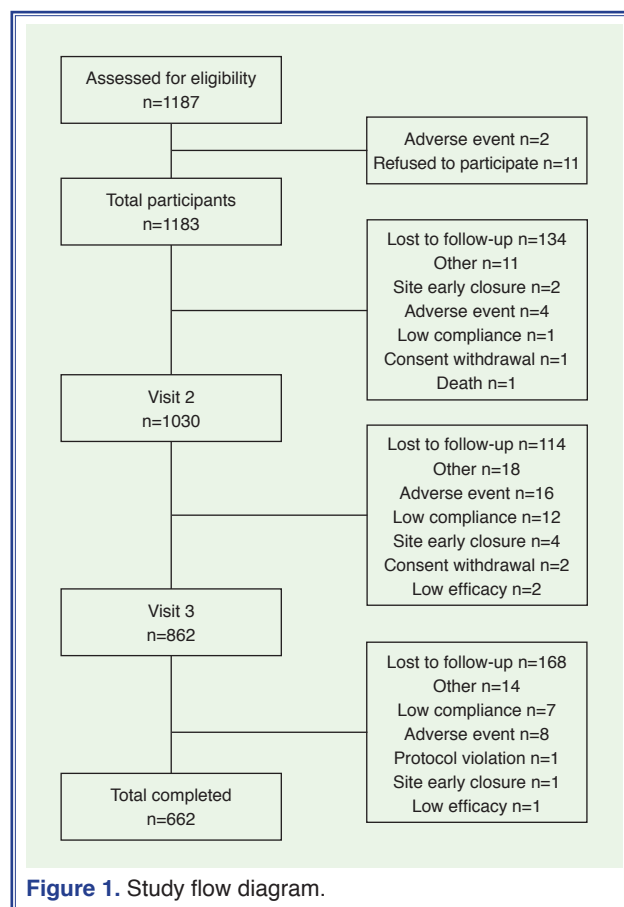 Assessed for eligibility
n=1187
Adverse event n=2
Refused to participate n=11
Total participants
n=1183
Lost to follow-up n=134
Other n=11
Site early closure n=2
Adverse event n=4
Low compliance n=1
Consent withdrawal n=1
Death n=1
Visit 2
n=1030
Lost to follow-up n=114
Other n=18
Adverse event n=16
Low compliance n=12
Site early closure n=4
Consent withdrawal n=2
Low efficacy n=2
Visit 3
n=862
Lost to follow-up n=168
Other n=14
Low compliance n=7
Adverse event n=8
Protocol violation n=1
Site early closure n=1
Low efficacy n=1
Total completed
n=662
Figure 1. Study flow diagram.